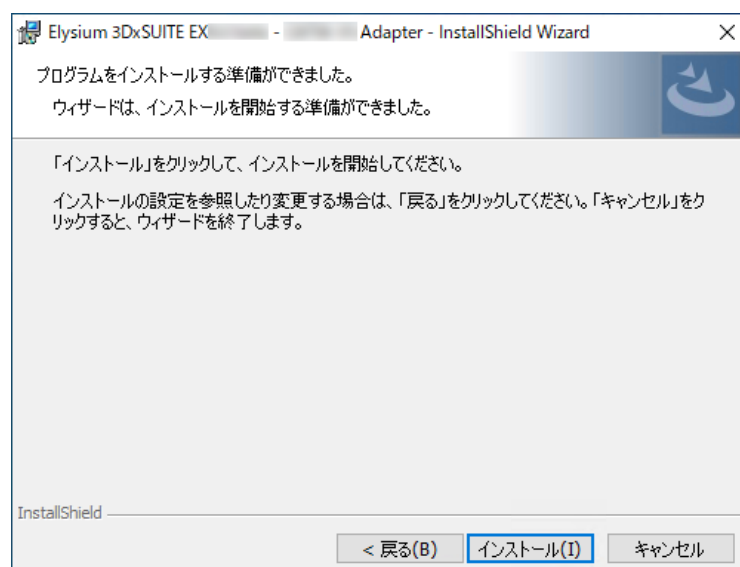 Elysium 3DxSUITE EX - Adapter - InstallShield Wizard
プログラムをインストールする準備ができました。
ウィザードは、インストールを開始する準備ができました。
「インストール」をクリックして、インストールを開始してください。
インストールの設定を参照したり変更する場合は、「戻る」をクリックしてください。「キャンセル」をク
リックすると、ウィザードを終了します。
InstallShield
< 戻る(B) インストール(I) キャンセル